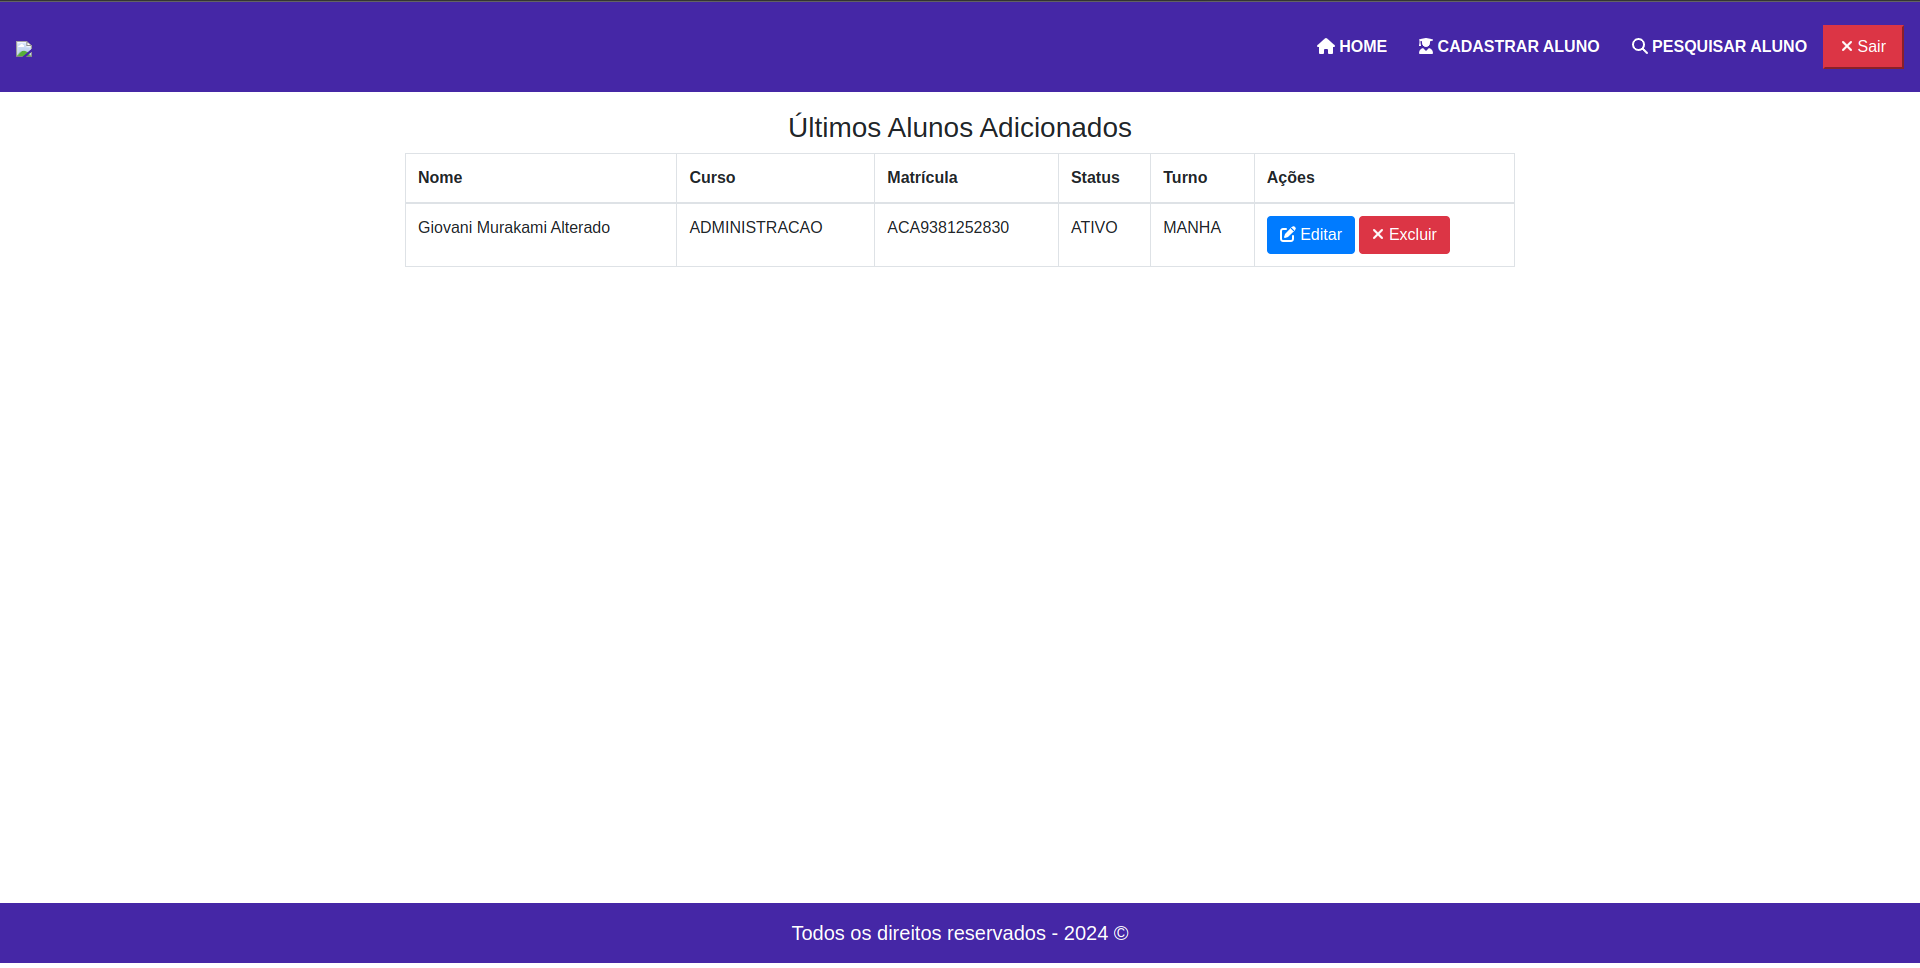 HOME CADASTRAR ALUNO PESQUISAR ALUNO Sair
Últimos Alunos Adicionados
Nome Curso Matrícula Status Turno Ações
Giovani Murakami Alterado ADMINISTRACAO ACA9381252830 ATIVO MANHA Editar Excluir
Todos os direitos reservados - 2024 ©